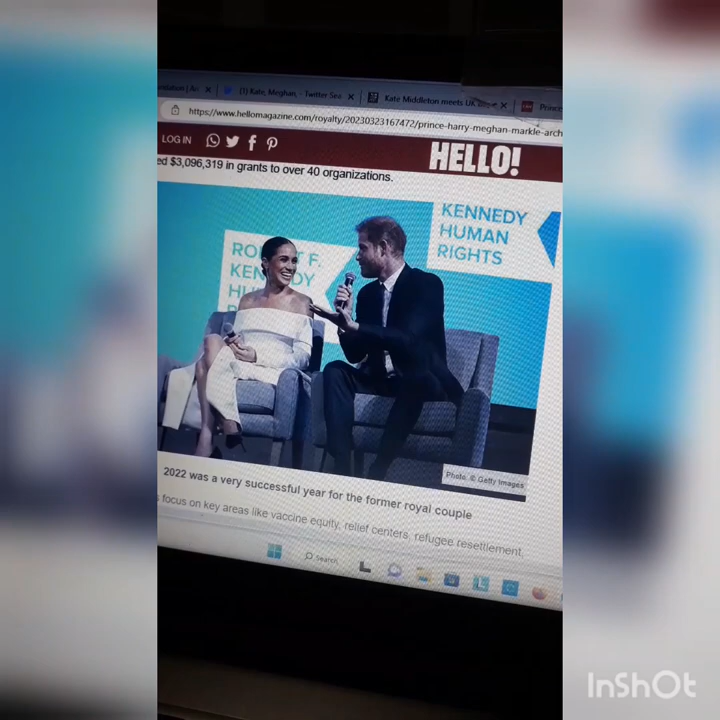 (1) Kate, Meghan, - Twitter Sea
Kate Middleton meets UK
https://www.hellomagazine.com/royalty/20230323167472/prince-harry-meghan-markle-arch
LOG IN
HELLO!
ed $3,096,319 in grants to over 40 organizations.
KENNEDY
HUMAN
RIGHTS
F.
Photo: © Getty Images
2022 was a very successful year for the former royal couple
s focus on key areas like vaccine equity, relief centers, refugee resettlement,
Search
InShOt